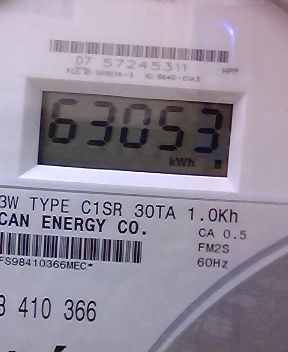 07 57245311
63053
kWh
3W TYPE C1SR 30TA 1.0Kh
CAN ENERGY CO.
CA 0.5
FM2S
60Hz
FS98410366MEC*
410 366